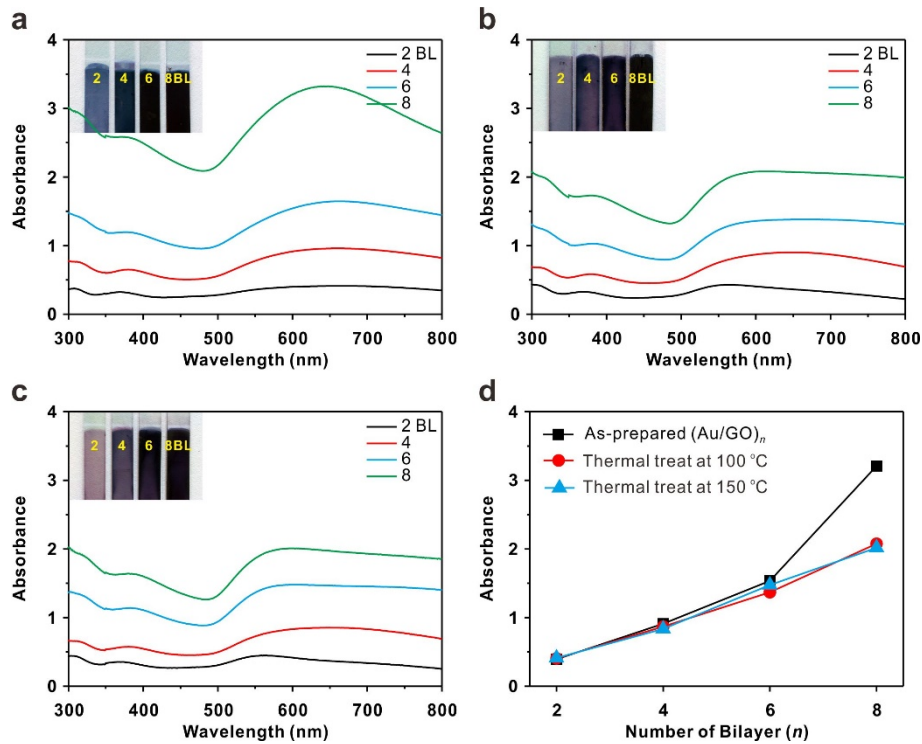 a
2 4 6 8BL
2 BL
4
6
8
4
3
2
1
0
Absorbance
300 400 500 600 700 800
Wavelength (nm)
b
2 4 6 8BL
2 BL
4
6
8
4
3
2
1
0
Absorbance
300 400 500 600 700 800
Wavelength (nm)
c
2 4 6 8BL
2 BL
4
6
8
4
3
2
1
0
Absorbance
300 400 500 600 700 800
Wavelength (nm)
d
As-prepared (Au/GO)n
Thermal treat at 100 °C
Thermal treat at 150 °C
4
3
2
1
0
Absorbance
2 4 6 8
Number of Bilayer (n)